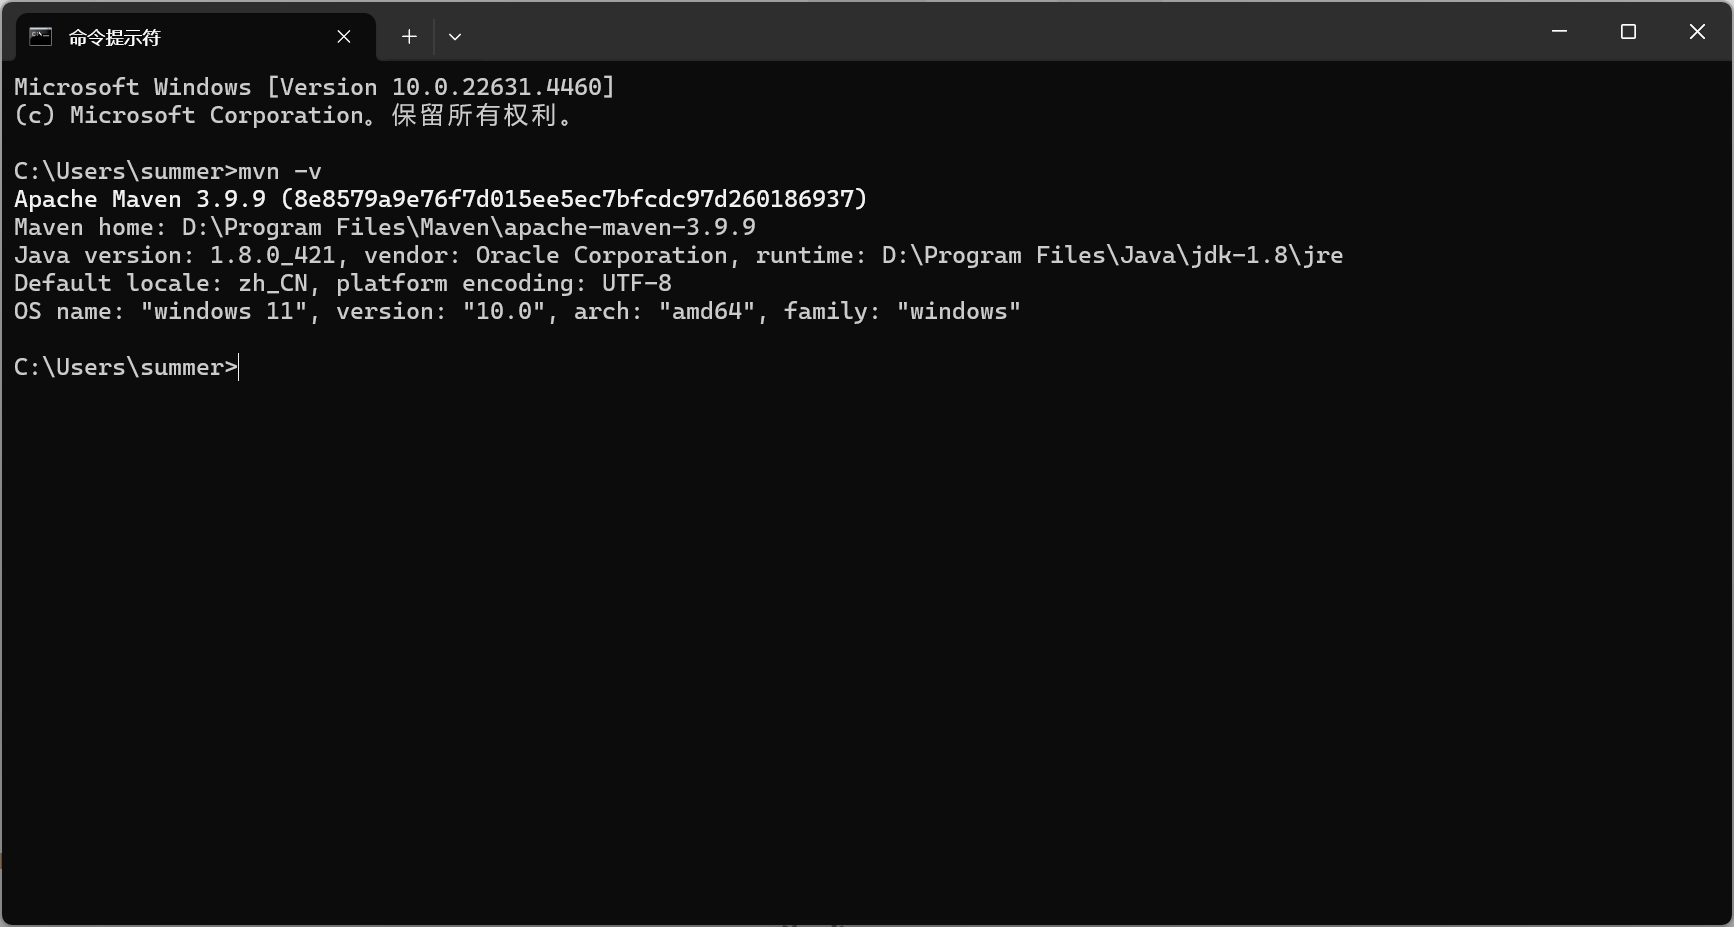 命令提示符
Microsoft Windows [Version 10.0.22631.4460]
(c) Microsoft Corporation。保留所有权利。
C:\Users\summer>mvn -v
Apache Maven 3.9.9 (8e8579a9e76f7d015ee5ec7bfcdc97d260186937)
Maven home: D:\Program Files\Maven\apache-maven-3.9.9
Java version: 1.8.0_421, vendor: Oracle Corporation, runtime: D:\Program Files\Java\jdk-1.8\jre
Default locale: zh_CN, platform encoding: UTF-8
OS name: "windows 11", version: "10.0", arch: "amd64", family: "windows"
C:\Users\summer>